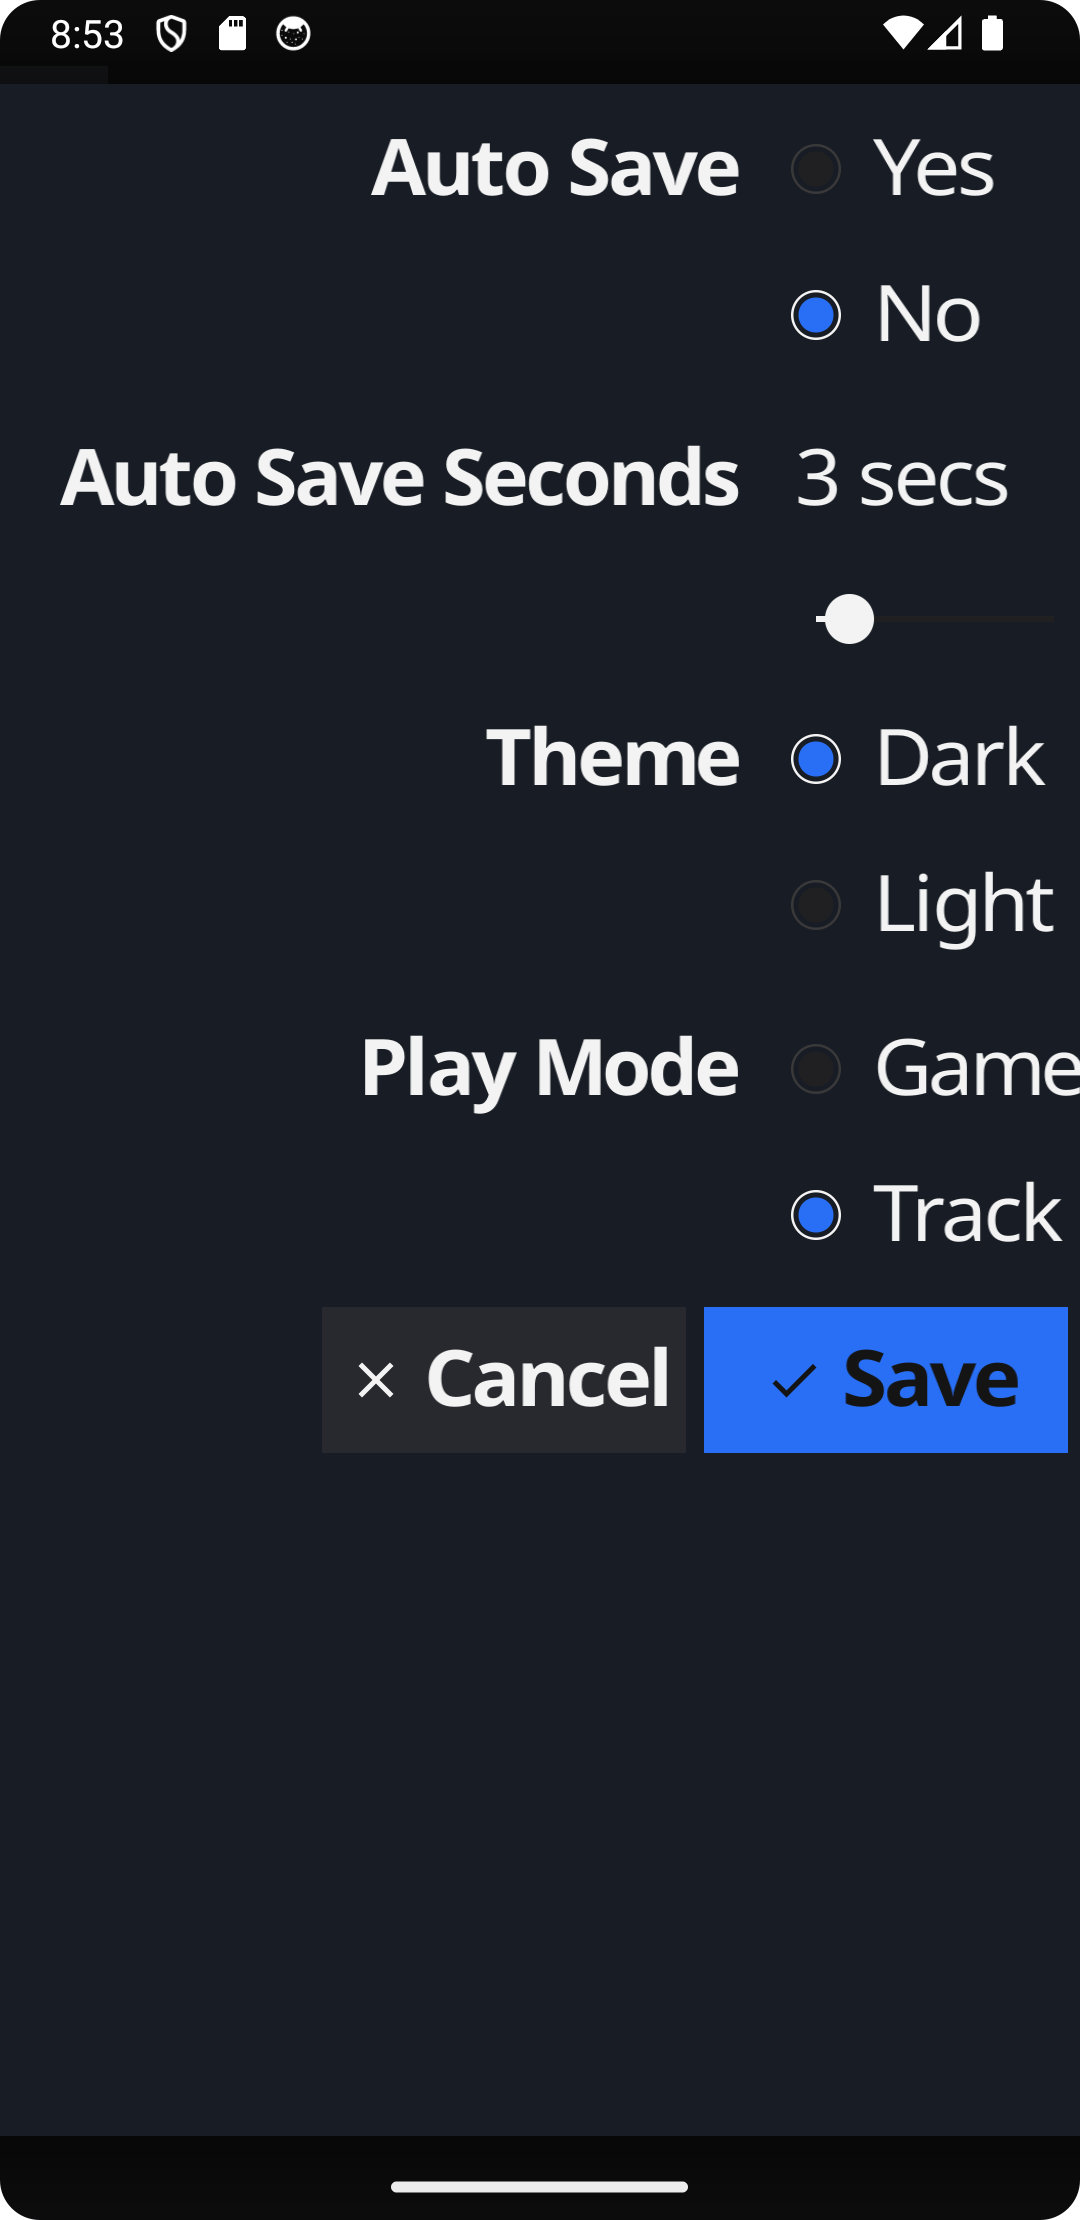 8:53
Auto Save Yes
No
Auto Save Seconds 3 secs
Theme Dark
Light
Play Mode Game
Track
Cancel Save